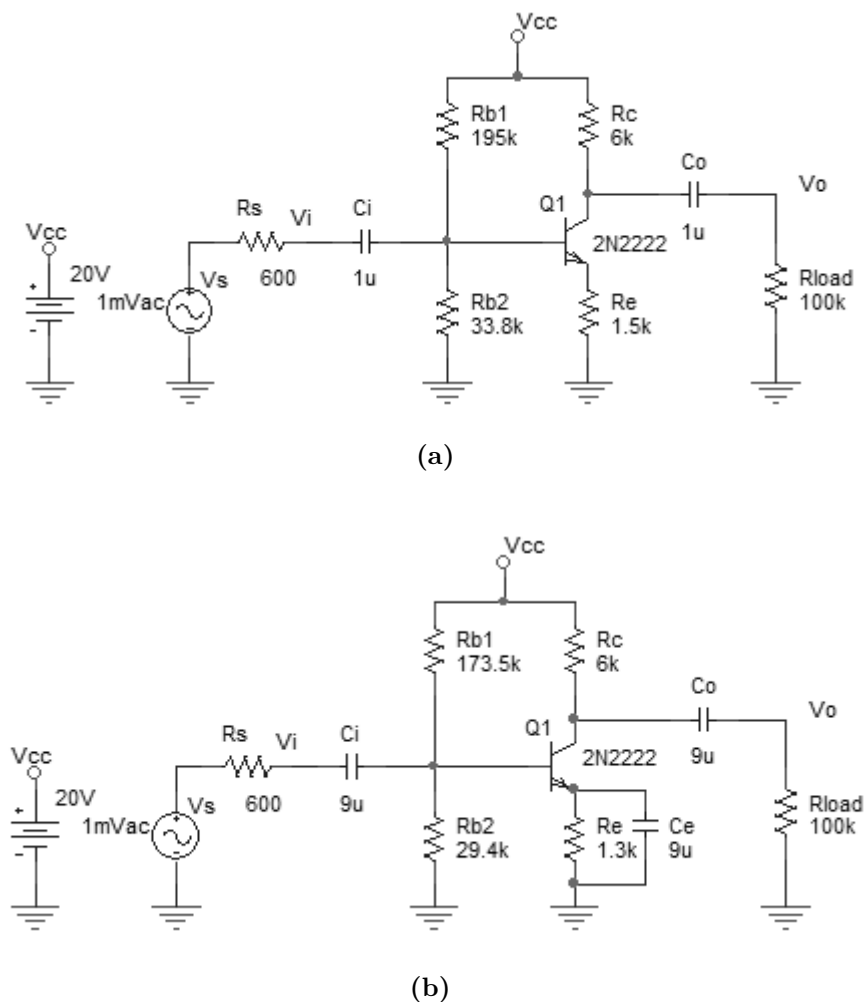 Vcc
Rb1
195k
Rc
6k
Co
1u
Vo
Q1
2N2222
Rs
600
Vi
Ci
1u
Vcc
20V
+
-
1mVac
Vs
+
-
Rb2
33.8k
Re
1.5k
Rload
100k
(a)
Vcc
Rb1
173.5k
Rc
6k
Co
9u
Vo
Q1
2N2222
Rs
600
Vi
Ci
9u
Vcc
20V
+
-
1mVac
Vs
+
-
Rb2
29.4k
Re
1.3k
Ce
9u
Rload
100k
(b)